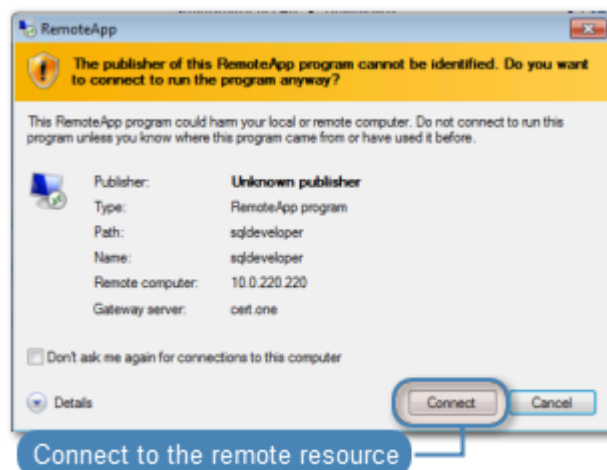 RemoteApp
The publisher of this RemoteApp program cannot be identified. Do you want
to connect to run the program anyway?
This RemoteApp program could harm your local or remote computer. Do not connect to run this
program unless you know where this program came from or have used it before.
Publisher: Unknown publisher
Type: RemoteApp program
Path: sqldeveloper
Name: sqldeveloper
Remote computer: 10.0.220.220
Gateway server: cert.one
Don't ask me again for connections to this computer
Details Connect Cancel
Connect to the remote resource